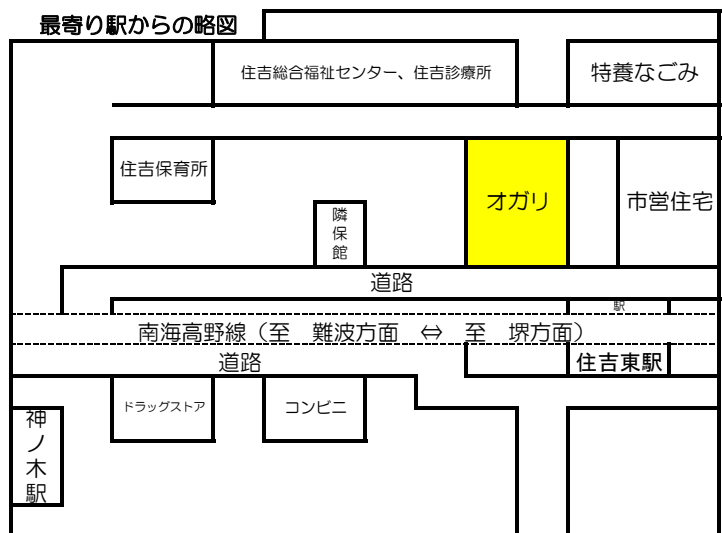 最寄り駅からの略図
住吉総合福祉センター、住吉診療所
特養なごみ
住吉保育所
隣保館
オガリ
市営住宅
道路
駅
南海高野線（至　難波方面　⇔　至　堺方面）
道路
住吉東駅
ドラッグストア
コンビニ
神ノ木駅